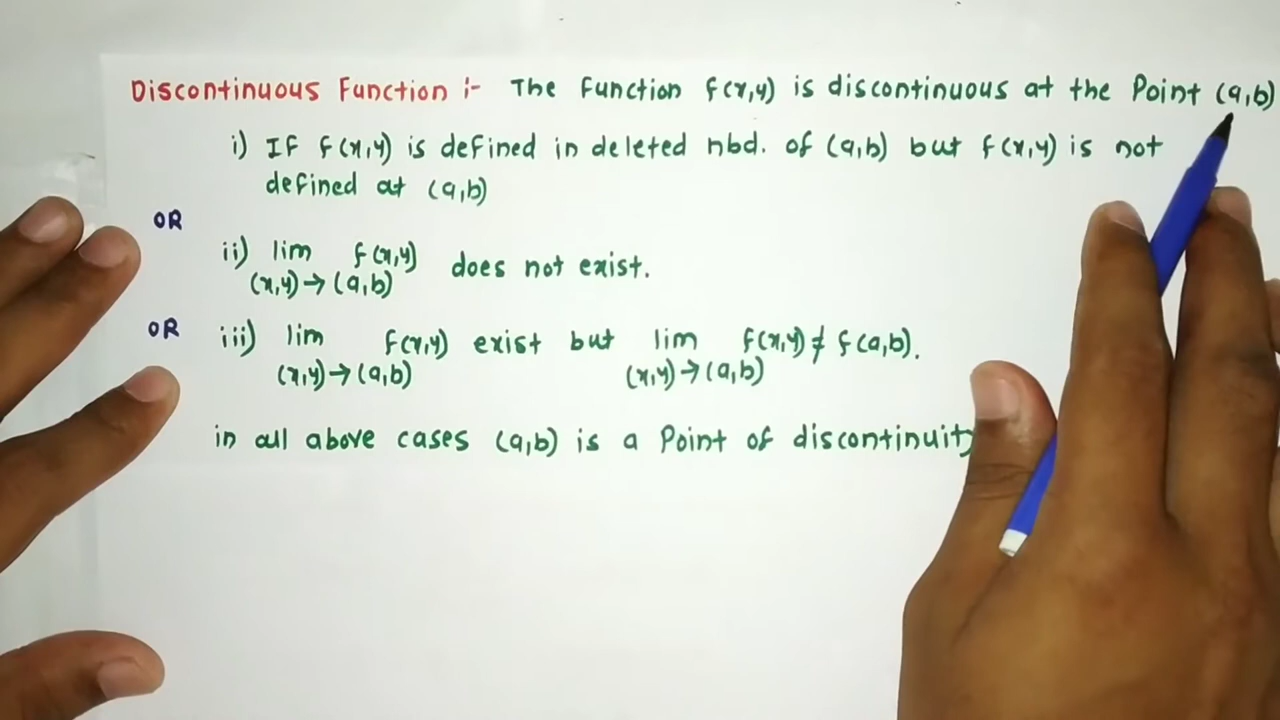 Discontinuous Function :- The function f(x,y) is discontinuous at the Point (a,b)
i) If f(x,y) is defined in deleted nbd. of (a,b) but f(x,y) is not
defined at (a,b)
OR
ii) lim f(x,y) does not exist.
(x,y)→(a,b)
OR iii) lim f(x,y) exist but lim f(x,y) ≠ f(a,b).
(x,y)→(a,b) (x,y)→(a,b)
in all above cases (a,b) is a Point of discontinuity